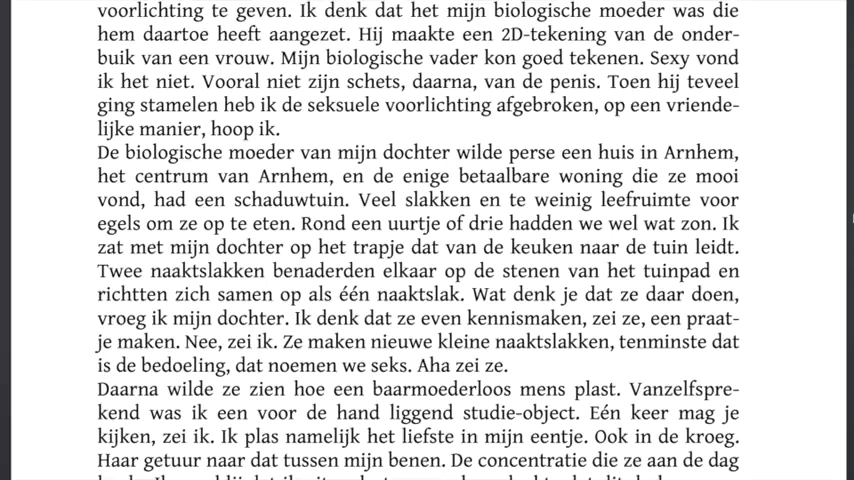 voorlichting te geven. Ik denk dat het mijn biologische moeder was die
hem daartoe heeft aangezet. Hij maakte een 2D-tekening van de onder-
buik van een vrouw. Mijn biologische vader kon goed tekenen. Sexy vond
ik het niet. Vooral niet zijn schets, daarna, van de penis. Toen hij teveel
ging stamelen heb ik de seksuele voorlichting afgebroken, op een vriende-
lijke manier, hoop ik.
De biologische moeder van mijn dochter wilde perse een huis in Arnhem,
het centrum van Arnhem, en de enige betaalbare woning die ze mooi
vond, had een schaduwtuin. Veel slakken en te weinig leefruimte voor
egels om ze op te eten. Rond een uurtje of drie hadden we wel wat zon. Ik
zat met mijn dochter op het trapje dat van de keuken naar de tuin leidt.
Twee naaktslakken benaderden elkaar op de stenen van het tuinpad en
richtten zich samen op als één naaktslak. Wat denk je dat ze daar doen,
vroeg ik mijn dochter. Ik denk dat ze even kennismaken, zei ze, een praat-
je maken. Nee, zei ik. Ze maken nieuwe kleine naaktslakken, tenminste dat
is de bedoeling, dat noemen we seks. Aha zei ze.
Daarna wilde ze zien hoe een baarmoederloos mens plast. Vanzelfspre-
kend was ik een voor de hand liggend studie-object. Eén keer mag je
kijken, zei ik. Ik plas namelijk het liefste in mijn eentje. Ook in de kroeg.
Haar getuur naar dat tussen mijn benen. De concentratie die ze aan de dag